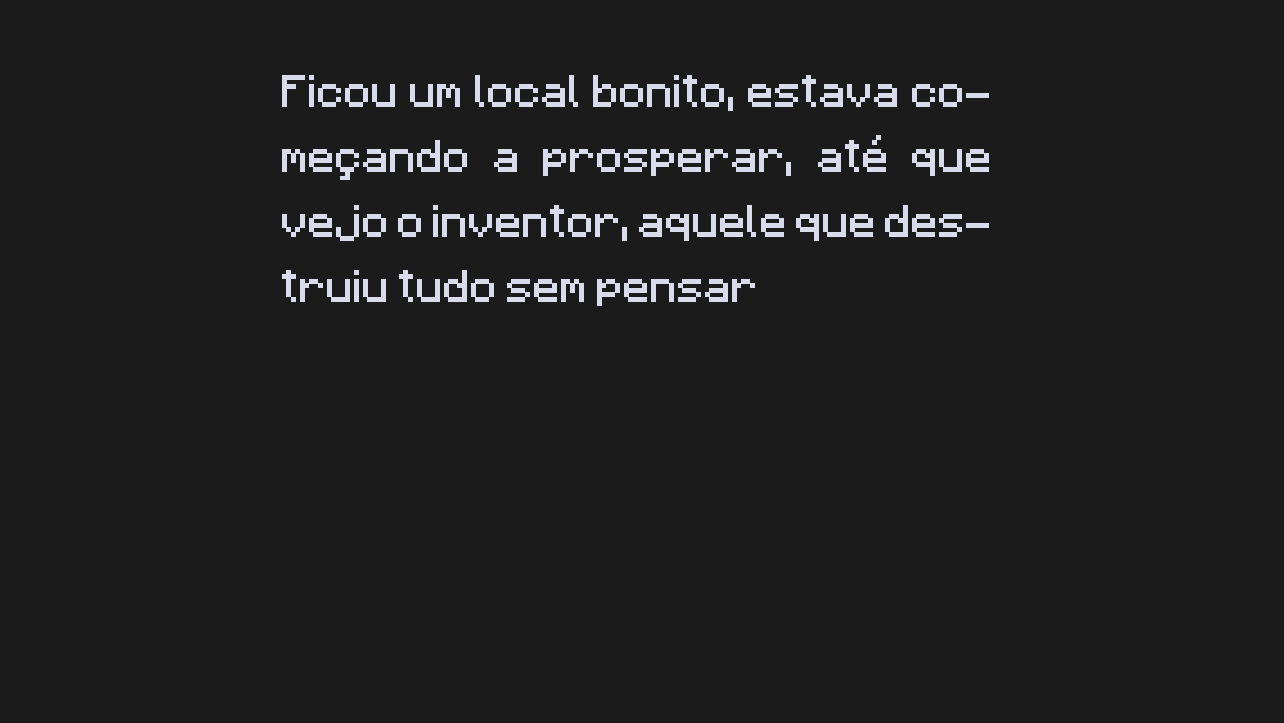 Ficou um local bonito, estava co-
meçando a prosperar, até que
vejo o inventor, aquele que des-
truiu tudo sem pensar